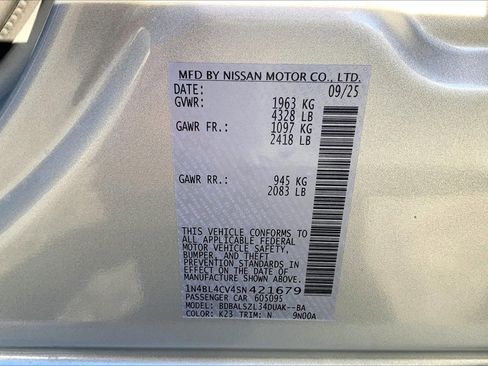 MFD BY NISSAN MOTOR CO., LTD.
DATE: 09/25
GVWR: 1963 KG
4328 LB
GAWR FR.: 1097 KG
2418 LB
GAWR RR.: 945 KG
2083 LB
THIS VEHICLE CONFORMS TO
ALL APPLICABLE FEDERAL
MOTOR VEHICLE SAFETY,
BUMPER, AND THEFT
PREVENTION STANDARDS IN
EFFECT ON THE DATE OF
MANUFACTURE SHOWN ABOVE.
1N4BL4CV4SN421679
PASSENGER CAR 605095
MODEL: BDBALSZL34DUAK--BA
COLOR: K23 TRIM: N 9N00A